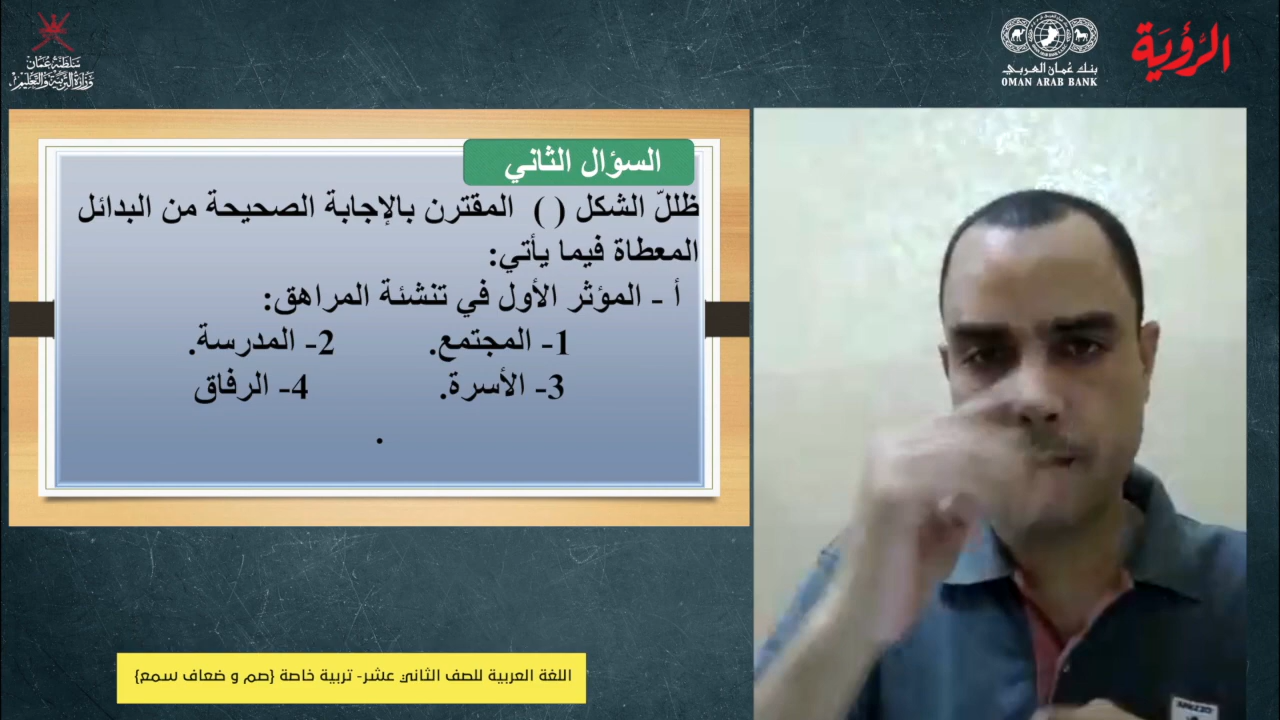 سلطنة عمان
وزارة التربية والتعليم
بنك عمان العربي
OMAN ARAB BANK
الرؤية
السؤال الثاني
ظللّ الشكل ( ) المقترن بالإجابة الصحيحة من البدائل
المعطاة فيما يأتي:
أ - المؤثر الأول في تنشئة المراهق:
1- المجتمع. 2- المدرسة.
3- الأسرة. 4- الرفاق
.
اللغة العربية للصف الثاني عشر- تربية خاصة {صم و ضعاف سمع}